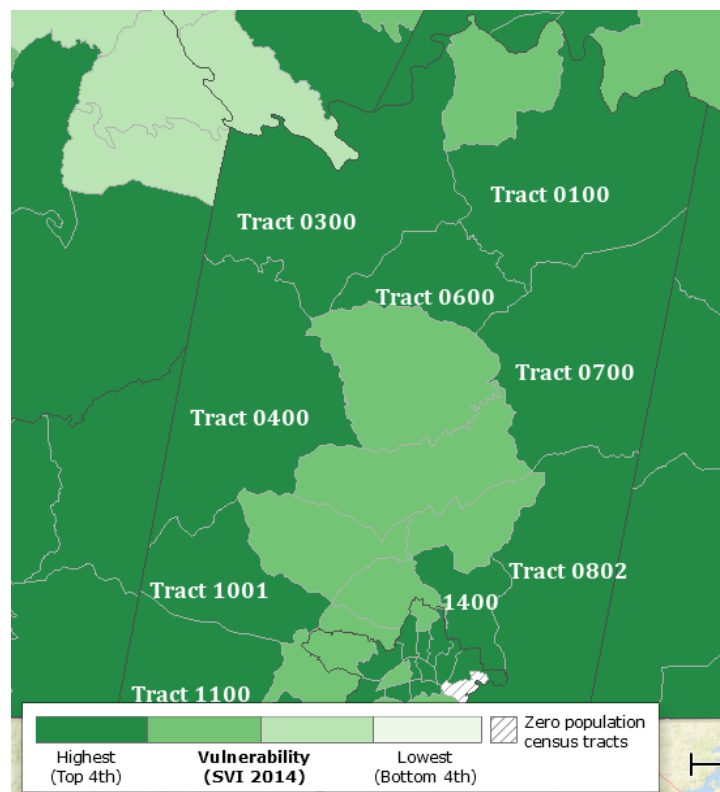 Tract 0100
Tract 0300
Tract 0600
Tract 0700
Tract 0400
Tract 0802
Tract 1001
1400
Tract 1100
Highest
(Top 4th)
Vulnerability
(SVI 2014)
Lowest
(Bottom 4th)
Zero population
census tracts